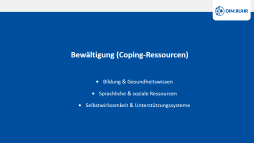 DIM.RUHR
Bewältigung (Coping-Ressourcen)
• Bildung & Gesundheitswissen
• Sprachliche & soziale Ressourcen
• Selbstwirksamkeit & Unterstützungssysteme